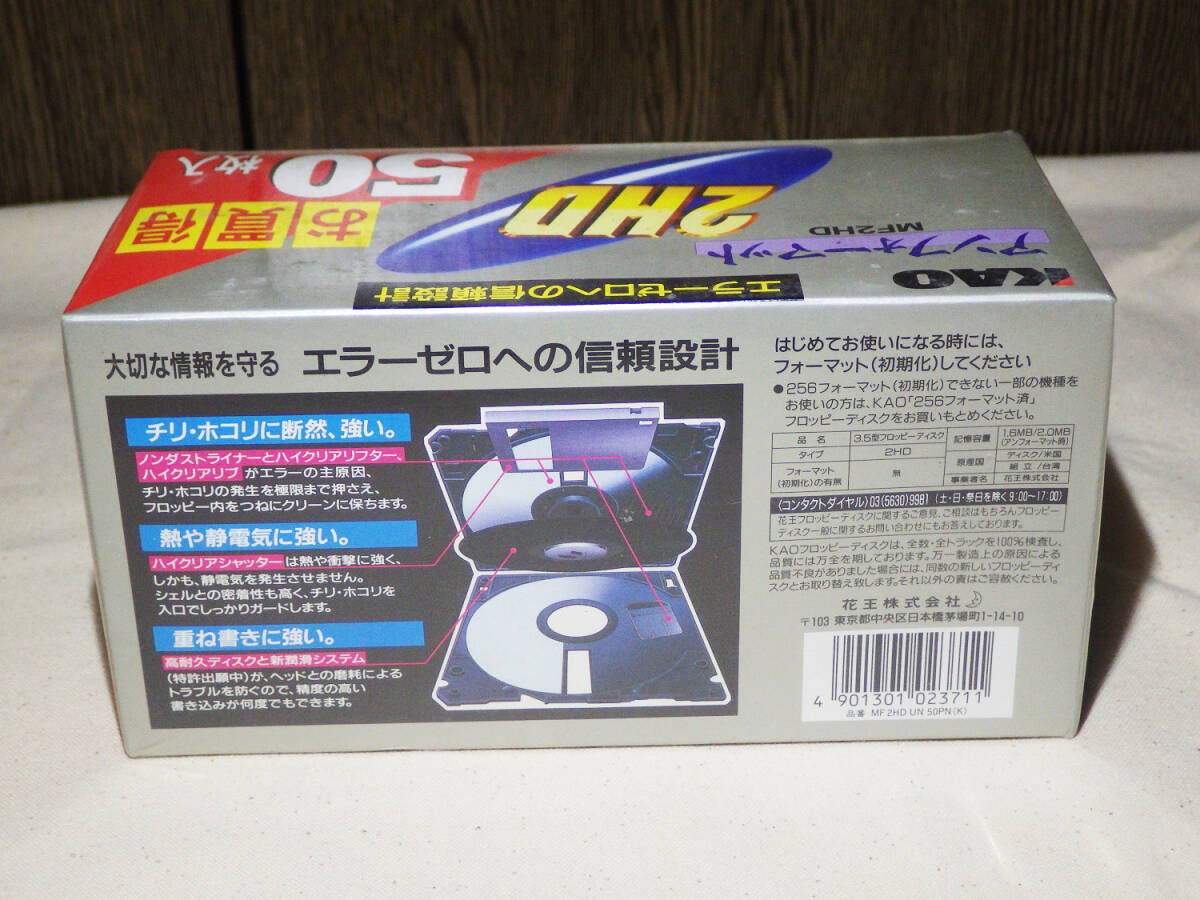 50枚入
お買得
2HD
MF2HD
アンフォーマット
KAO
エラーゼロへの信頼設計
大切な情報を守る エラーゼロへの信頼設計
チリ・ホコリに断然、強い。
ノンダストライナーとハイクリアリフター、
ハイクリアリブがエラーの主原因、
チリ・ホコリの発生を極限まで押さえ、
フロッピー内をつねにクリーンに保ちます。
熱や静電気に強い。
ハイクリアシャッターは熱や衝撃に強く、
しかも、静電気を発生させません。
シェルとの密着性も高く、チリ・ホコリを
入口でしっかりガードします。
重ね書きに強い。
高耐久ディスクと新潤滑システム
(特許出願中)が、ヘッドとの磨耗による
トラブルを防ぐので、精度の高い
書き込みが何度でもできます。
はじめてお使いになる時には、
フォーマット(初期化)してください
●256フォーマット(初期化)できない一部の機種を
お使いの方は、KAO「256フォーマット済」
フロッピーディスクをお買いもとめください。
品名 3.5型フロッピーディスク
タイプ 2HD
フォーマット(初期化)の有無 無
記憶容量 1.6MB/2.0MB(アンフォーマット時)
原産国 ディスク/米国
組立/台湾
事業者名 花王株式会社
〈コンタクトダイヤル〉03(5630)9981(土・日・祭日を除く9:00~17:00)
花王フロッピーディスクに関するご意見、ご相談はもちろんフロッピー
ディスク一般に関するお問い合わせにもお答えしております。
KAOフロッピーディスクは、全数・全トラックを100%検査し、
品質には万全を期しております。万一製造上の原因による
品質不良がありました場合には、同数の新しいフロッピーディ
スクとお取り替え致します。それ以外の責はご容赦ください。
花王株式会社
〒103 東京都中央区日本橋茅場町1-14-10
4 901301 023711
品番 MF 2HD UN 50PN(K)